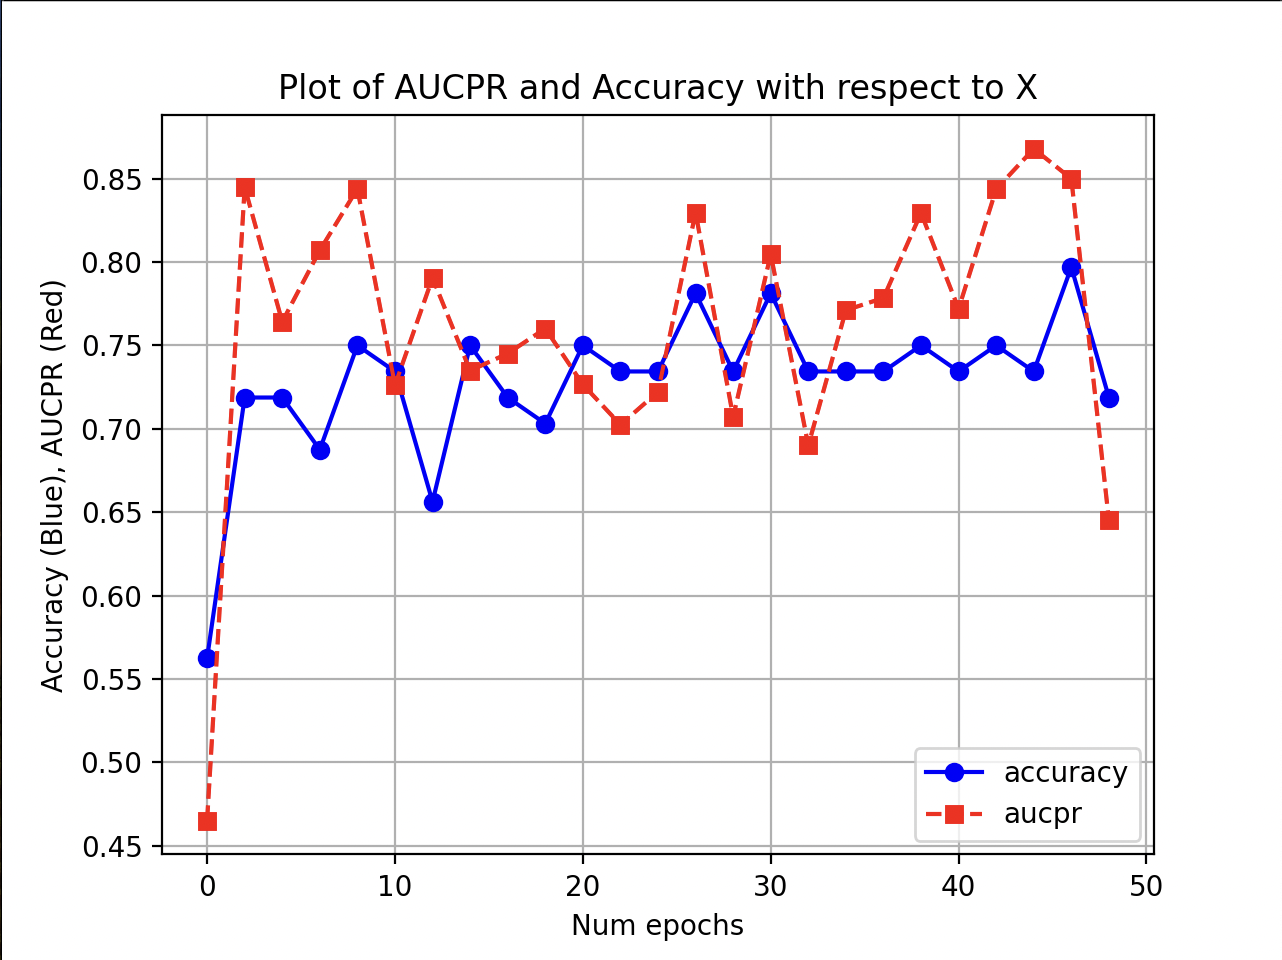 Plot of AUCPR and Accuracy with respect to X
0.85
0.80
0.75
0.70
0.65
0.60
0.55
0.50
0.45
Accuracy (Blue), AUCPR (Red)
accuracy
aucpr
0 10 20 30 40 50
Num epochs